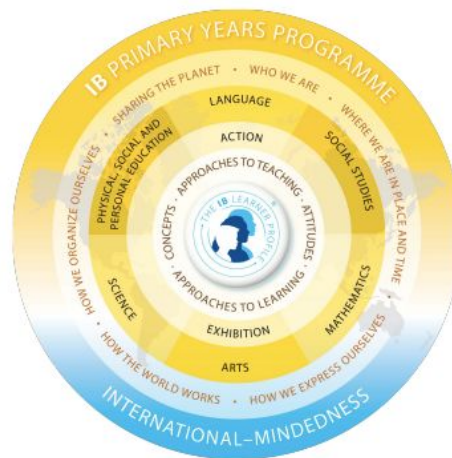 IB PRIMARY YEARS PROGRAMME
SHARING THE PLANET • WHO WE ARE • WHERE WE ARE IN PLACE AND TIME • HOW WE EXPRESS OURSELVES • HOW THE WORLD WORKS • HOW WE ORGANIZE OURSELVES •
LANGUAGE
SOCIAL STUDIES
MATHEMATICS
ARTS
SCIENCE
PHYSICAL, SOCIAL AND
PERSONAL EDUCATION
ACTION
EXHIBITION
APPROACHES TO TEACHING · ATTITUDES · APPROACHES TO LEARNING · CONCEPTS ·
THE IB LEARNER PROFILE
®
INTERNATIONAL–MINDEDNESS